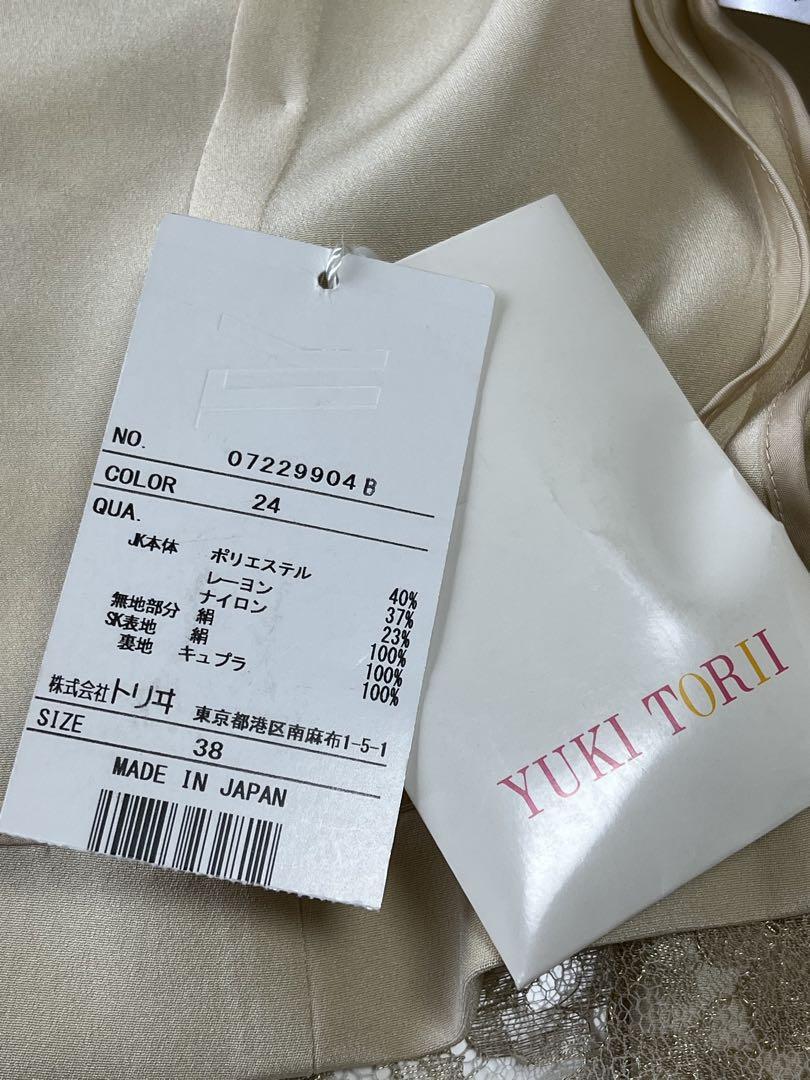 NO. 07229904 B
COLOR 24
QUA.
JK本体 ポリエステル 40%
レーヨン 37%
ナイロン 23%
無地部分 絹 100%
SK表地 絹 100%
裏地 キュプラ 100%
株式会社トリヰ 東京都港区南麻布1-5-1
SIZE 38
MADE IN JAPAN
YUKI TORII